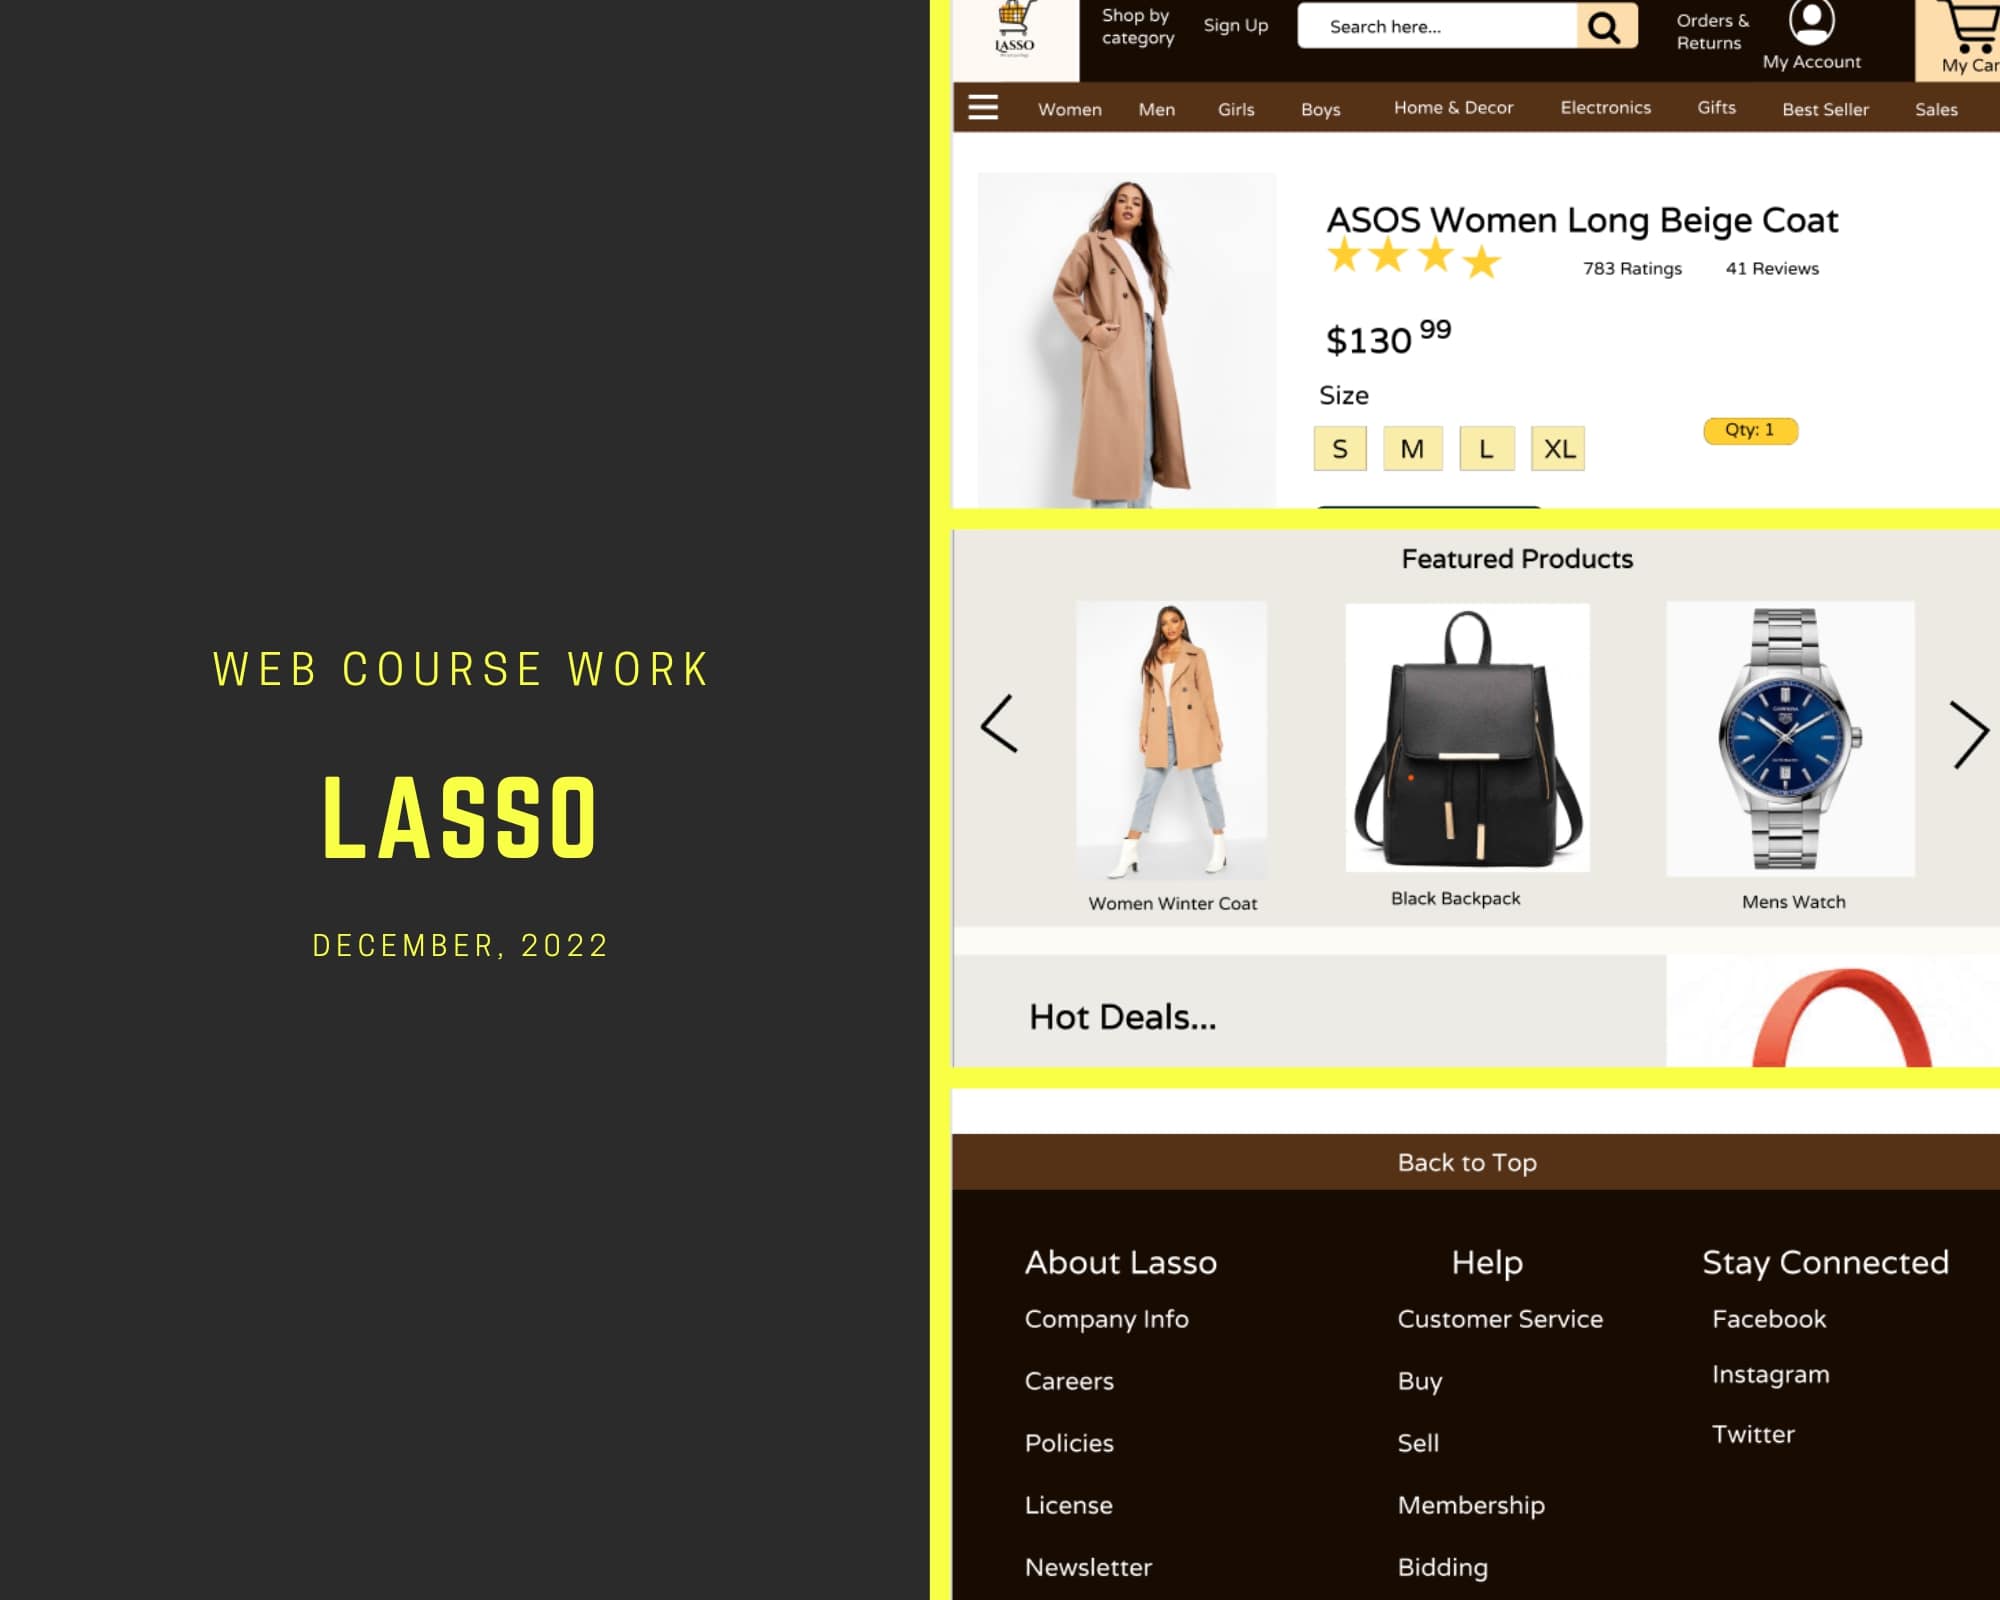 WEB COURSE WORK
LASSO
DECEMBER, 2022
LASSO
Shop by
category
Sign Up
Search here...
Orders &
Returns
My Account
My Car
Women Men Girls Boys Home & Decor Electronics Gifts Best Seller Sales
ASOS Women Long Beige Coat
783 Ratings 41 Reviews
$130 99
Size
S M L XL
Qty: 1
Featured Products
Women Winter Coat
Black Backpack
Mens Watch
Hot Deals...
Back to Top
About Lasso
Company Info
Careers
Policies
License
Newsletter
Help
Customer Service
Buy
Sell
Membership
Bidding
Stay Connected
Facebook
Instagram
Twitter